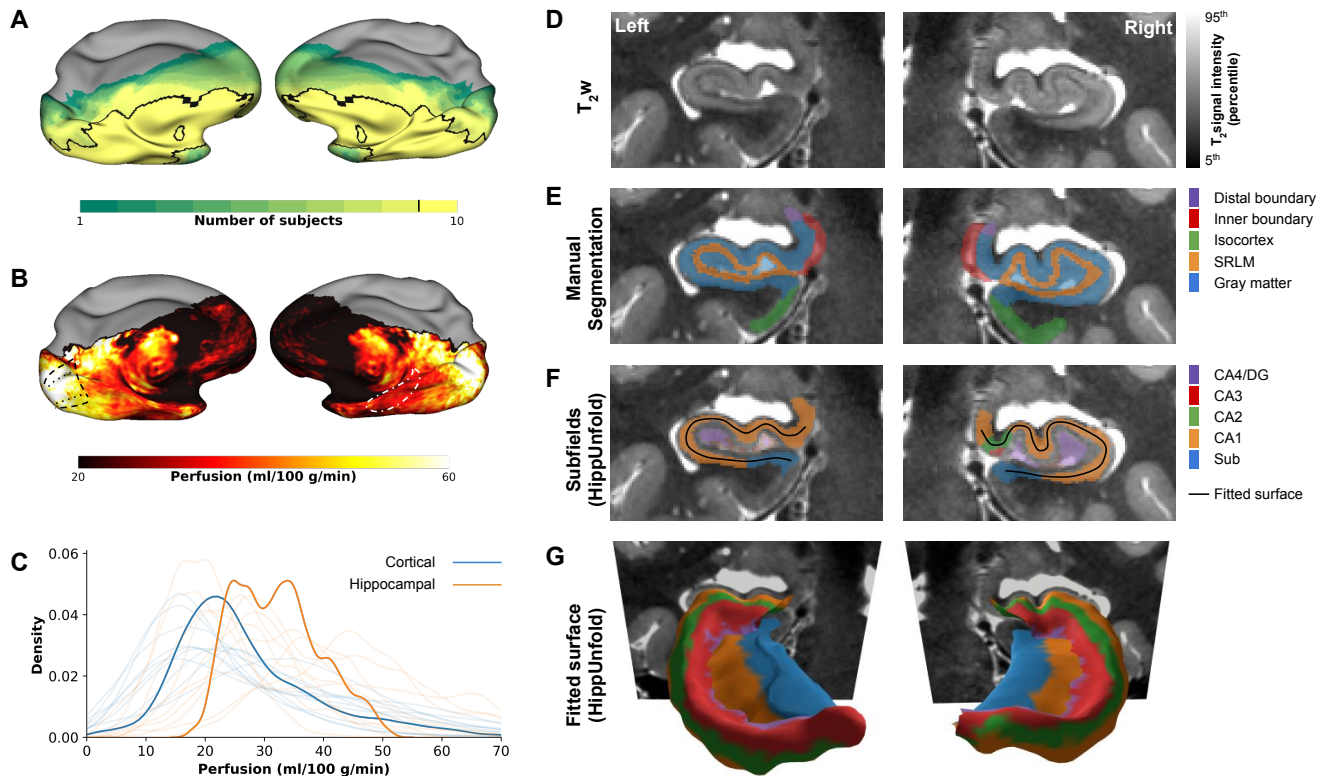 A
1
Number of subjects
10
B
20
Perfusion (ml/100 g/min)
60
C
0.06
0.04
0.02
0.00
Density
Cortical
Hippocampal
0
10
20
30
40
50
60
70
Perfusion (ml/100 g/min)
D
T2w
Left
Right
95th
5th
T2 signal intensity
(percentile)
E
Manual
Segmentation
Distal boundary
Inner boundary
Isocortex
SRLM
Gray matter
F
Subfields
(HippUnfold)
CA4/DG
CA3
CA2
CA1
Sub
Fitted surface
G
Fitted surface
(HippUnfold)